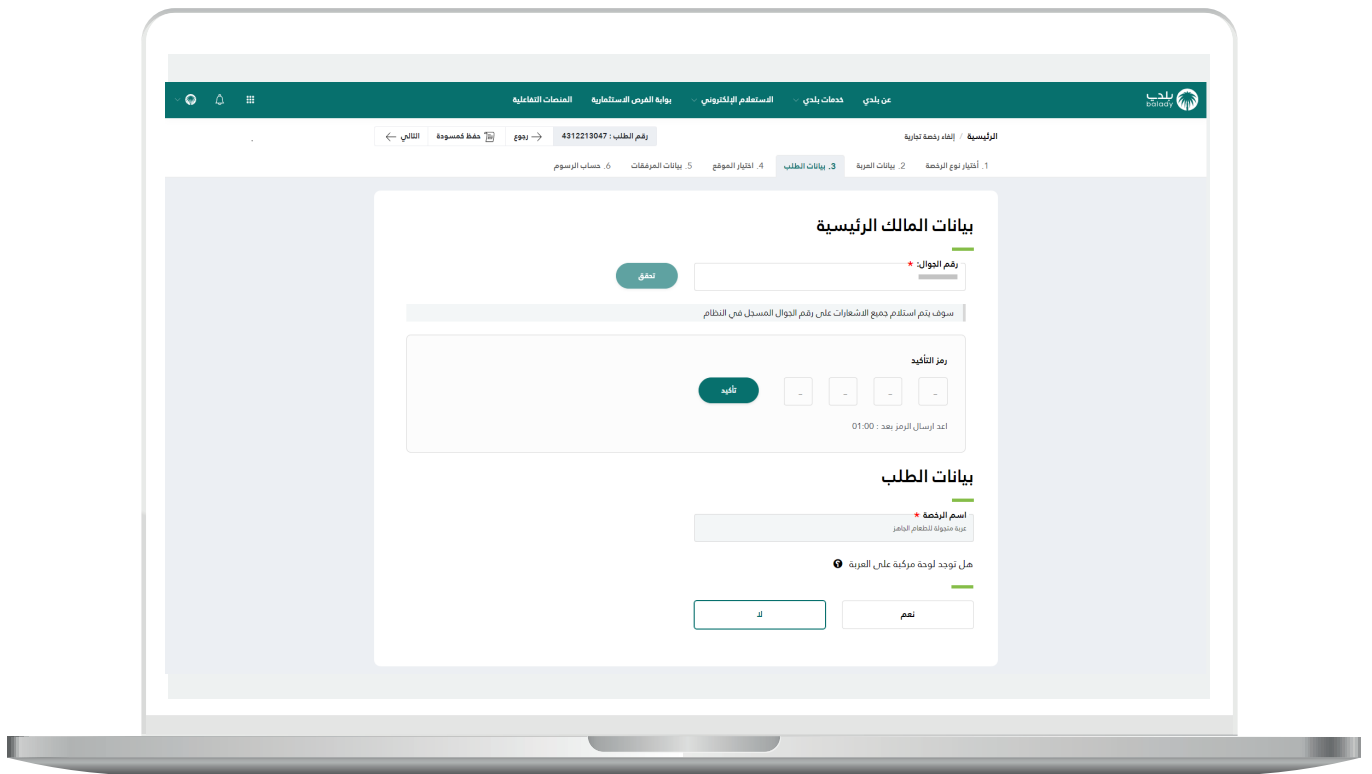 بلدي
balady
عن بلدي
خدمات بلدي
الاستعلام الإلكتروني
بوابة الفرص الاستثمارية
المنصات التفاعلية
الرئيسية / إلغاء رخصة تجارية
رقم الطلب : 4312213047
رجوع
حفظ كمسودة
التالي
1. أختيار نوع الرخصة
2. بيانات العربة
3. بيانات الطلب
4. اختيار الموقع
5. بيانات المرفقات
6. حساب الرسوم
بيانات المالك الرئيسية
رقم الجوال: *
تحقق
سوف يتم استلام جميع الاشعارات على رقم الجوال المسجل في النظام
رمز التأكيد
تأكيد
اعد ارسال الرمز بعد : 01:00
بيانات الطلب
اسم الرخصة *
عربة متجولة للطعام الجاهز
هل توجد لوحة مركبة على العربة
نعم
لا